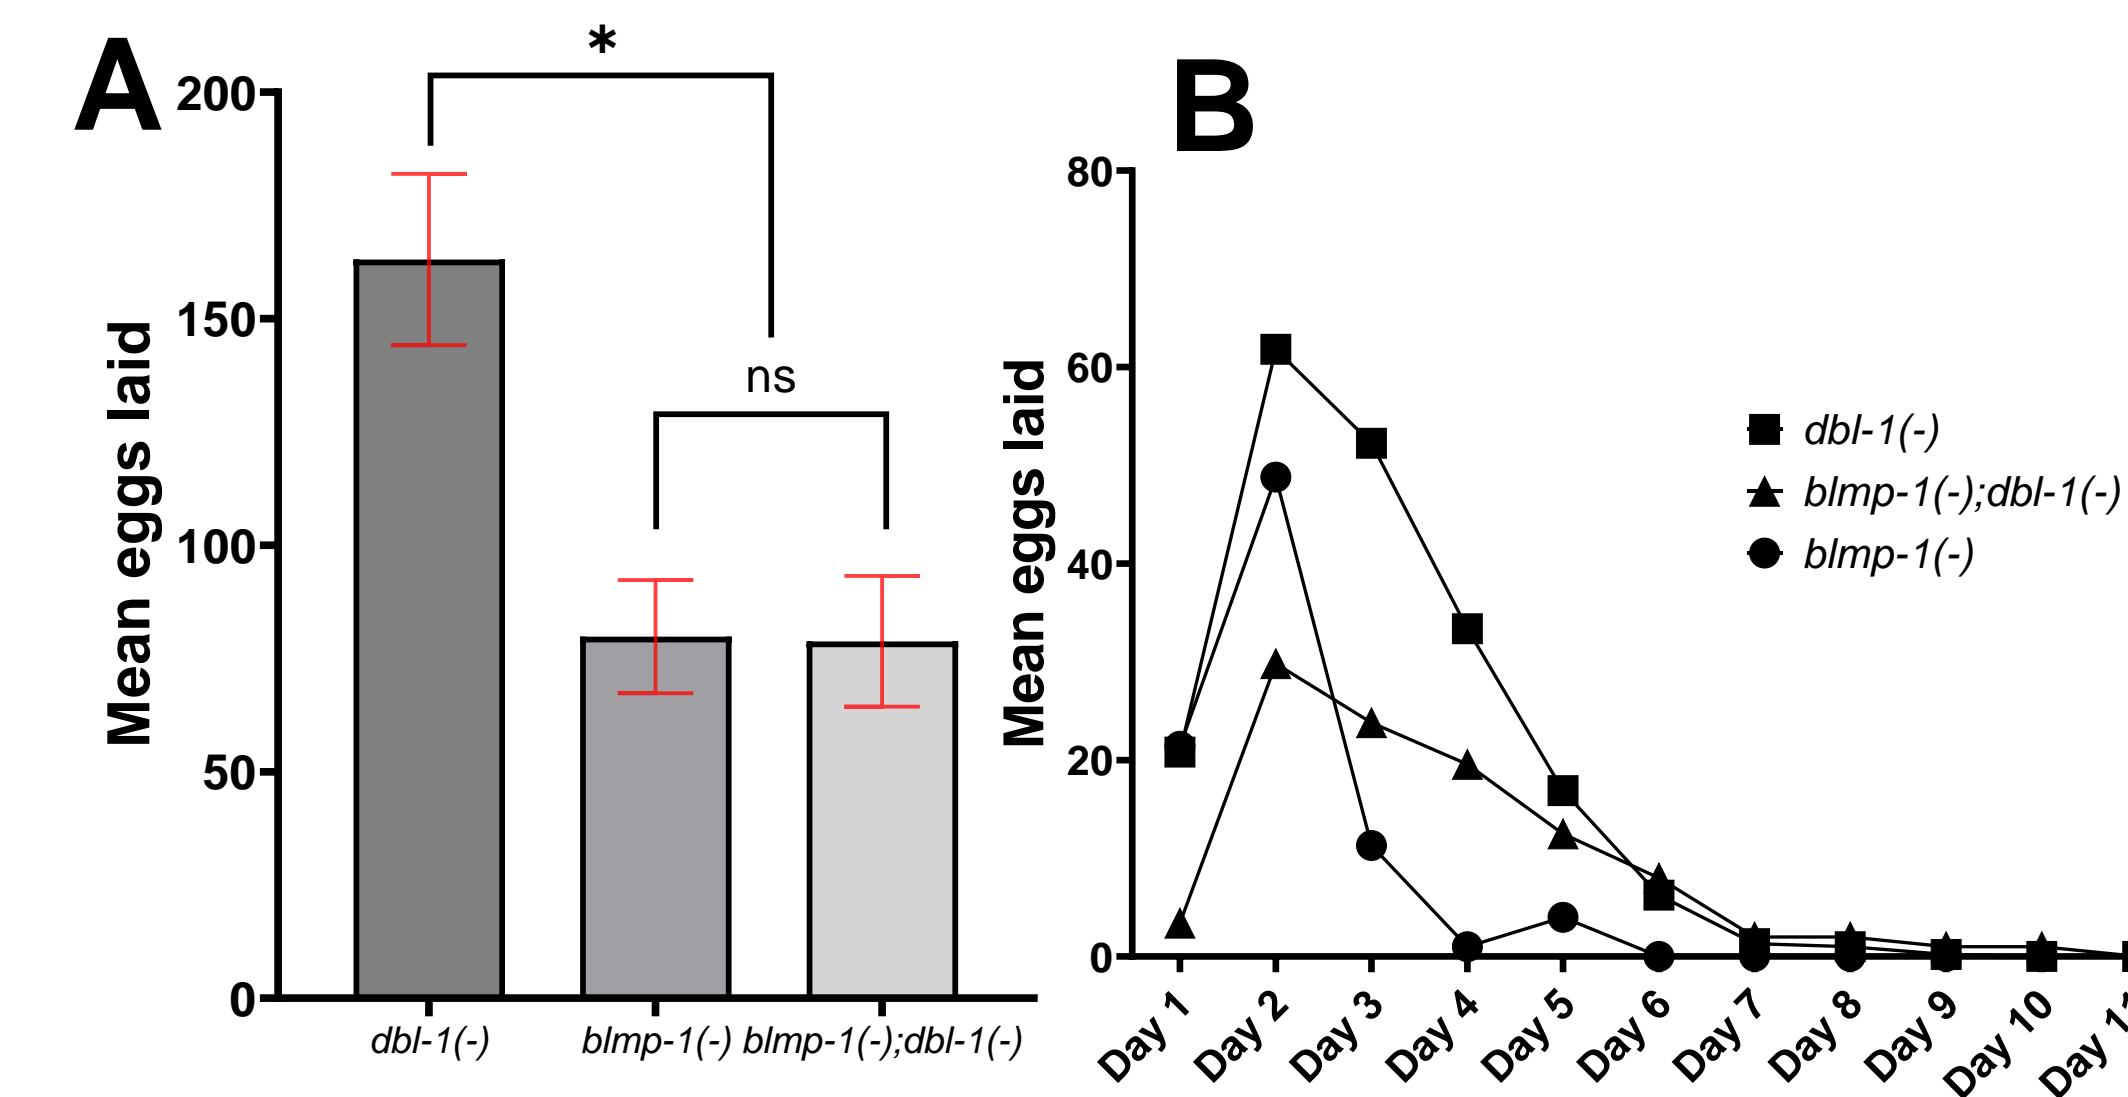 A
*
200
150
100
50
0
Mean eggs laid
ns
dbl-1(-)
blmp-1(-)
blmp-1(-);dbl-1(-)
B
80
60
40
20
0
Mean eggs laid
dbl-1(-)
blmp-1(-);dbl-1(-)
blmp-1(-)
Day 1
Day 2
Day 3
Day 4
Day 5
Day 6
Day 7
Day 8
Day 9
Day 10
Day 11